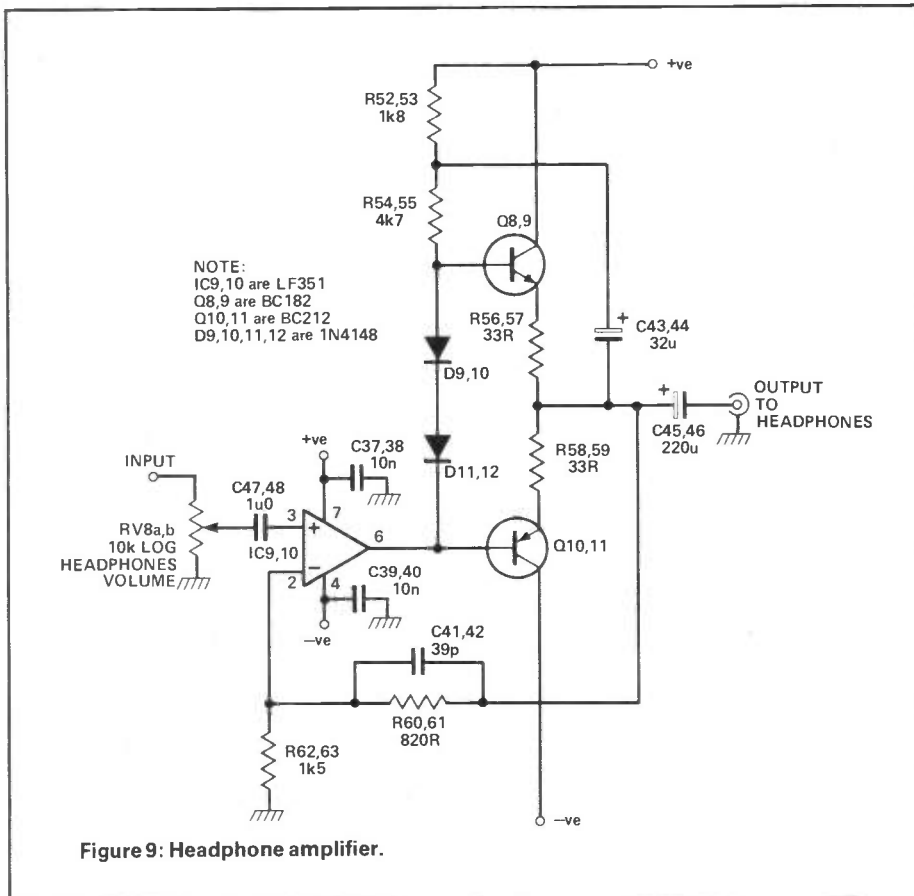 +ve
R52,53
1k8
R54,55
4k7
Q8,9
NOTE:
IC9,10 are LF351
Q8,9 are BC182
Q10,11 are BC212
D9,10,11,12 are 1N4148
R56,57
33R
+
C43,44
32u
D9,10
+
C45,46
220u
OUTPUT
TO
HEADPHONES
+ve
C37,38
10n
D11,12
R58,59
33R
INPUT
C47,48
1u0
3
+
7
6
RV8a,b
10k LOG
HEADPHONES
VOLUME
IC9,10
−
2
4
Q10,11
C39,40
10n
−ve
C41,42
39p
R60,61
820R
R62,63
1k5
−ve
Figure 9: Headphone amplifier.